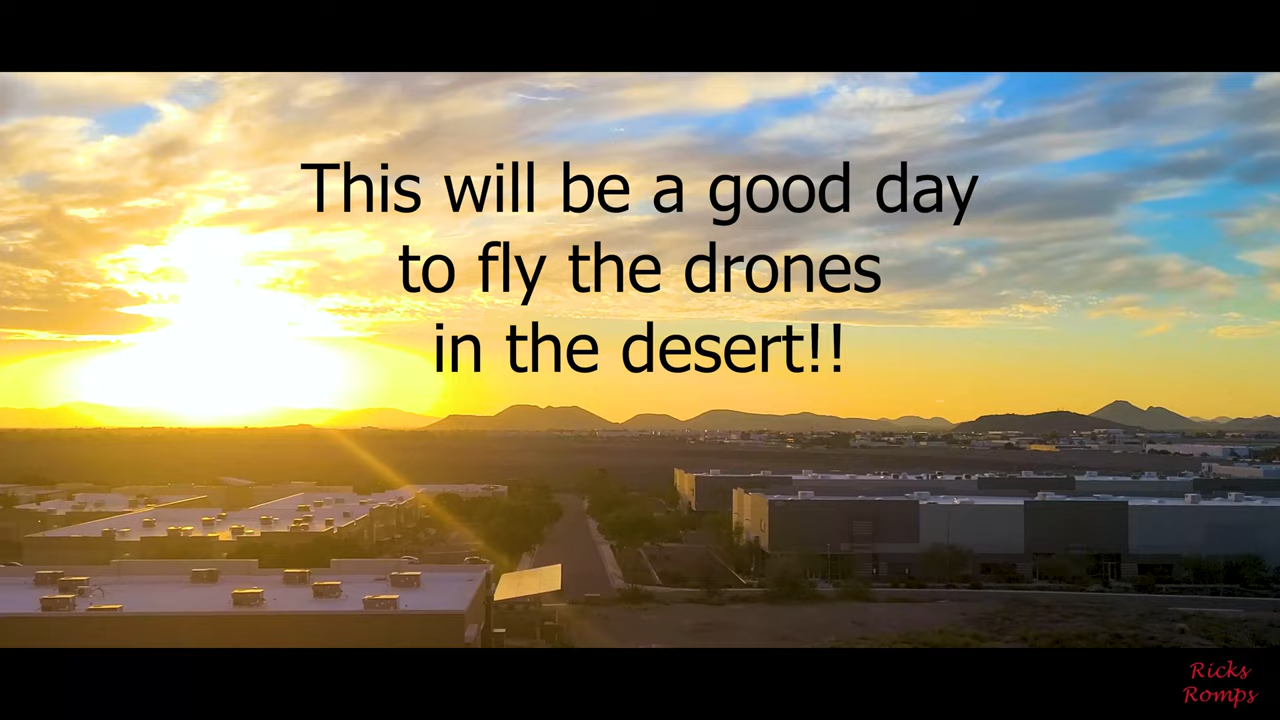 This will be a good day
to fly the drones
in the desert!!
Ricks
Romps